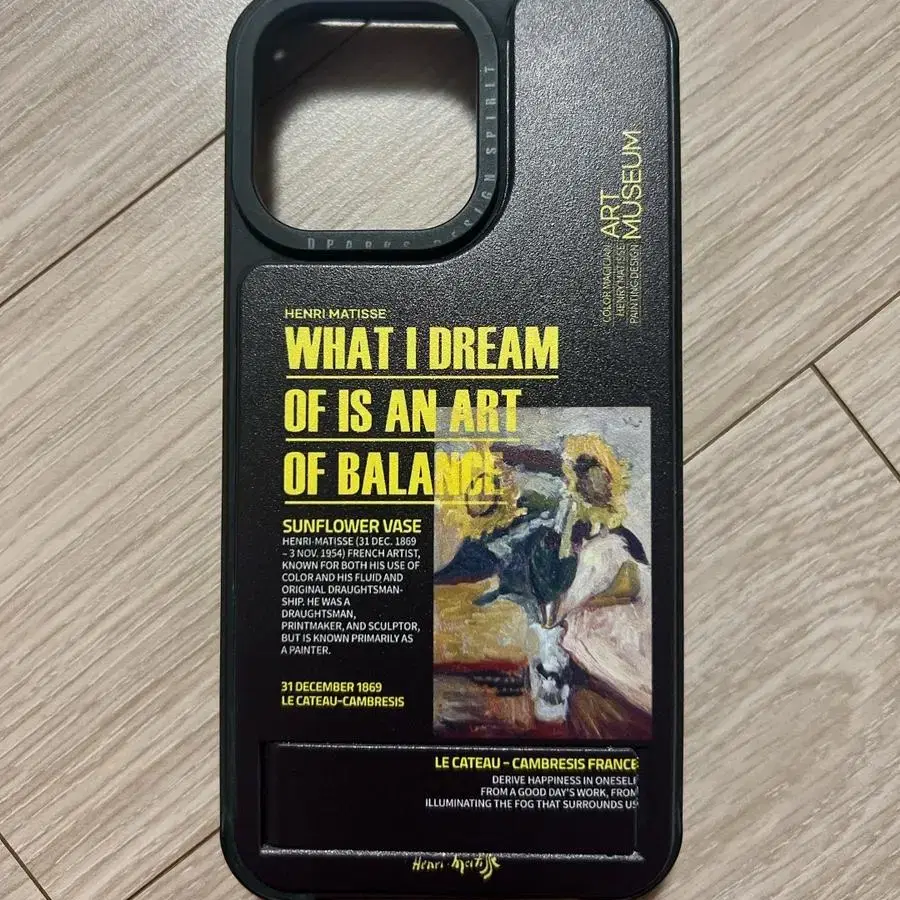 DPARKS DESIGN SPIRIT
ART
MUSEUM
COLOR MAGICIAN
HENRY MATISSE
PAINTING DESIGN
HENRI MATISSE
WHAT I DREAM
OF IS AN ART
OF BALANCE
SUNFLOWER VASE
HENRI-MATISSE (31 DEC. 1869
– 3 NOV. 1954) FRENCH ARTIST,
KNOWN FOR BOTH HIS USE OF
COLOR AND HIS FLUID AND
ORIGINAL DRAUGHTSMAN-
SHIP. HE WAS A
DRAUGHTSMAN,
PRINTMAKER, AND SCULPTOR,
BUT IS KNOWN PRIMARILY AS
A PAINTER.
31 DECEMBER 1869
LE CATEAU-CAMBRESIS
LE CATEAU – CAMBRESIS FRANCE
DERIVE HAPPINESS IN ONESELF
FROM A GOOD DAY'S WORK, FROM
ILLUMINATING THE FOG THAT SURROUNDS US
Henri-Matisse